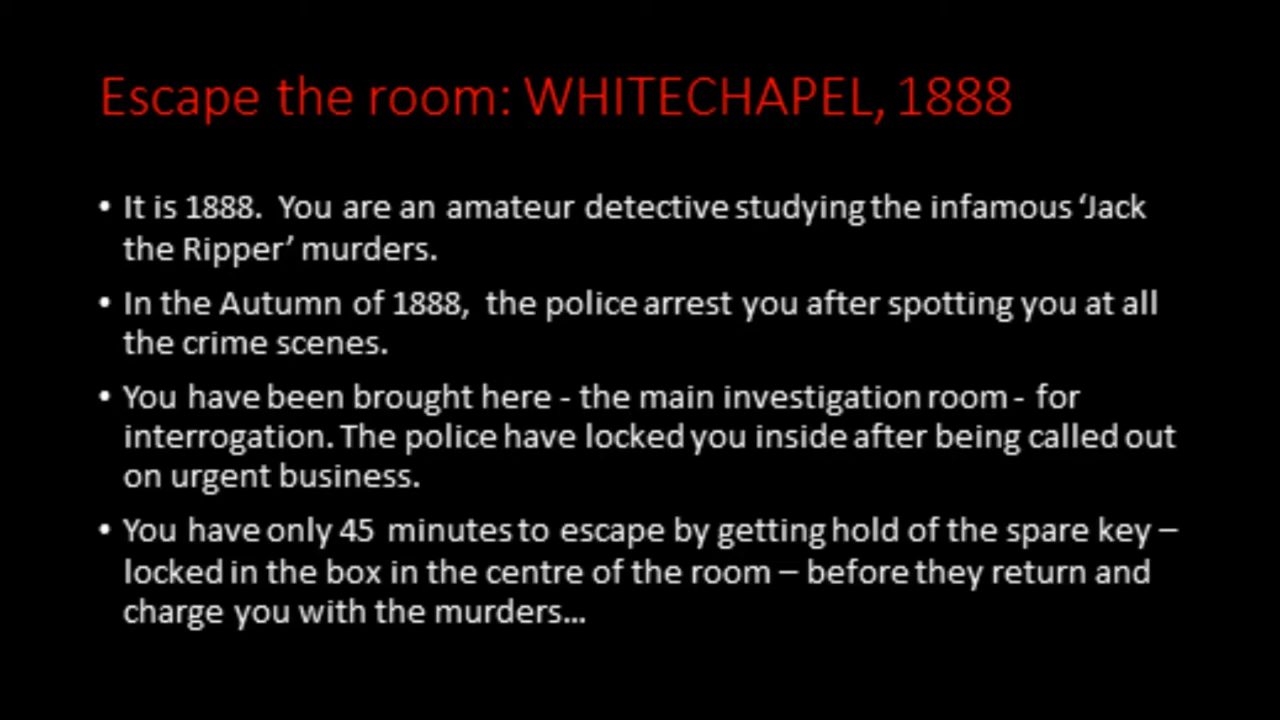 Escape the room: WHITECHAPEL, 1888
• It is 1888.  You are an amateur detective studying the infamous ‘Jack
the Ripper’ murders.
• In the Autumn of 1888,  the police arrest you after spotting you at all
the crime scenes.
• You have been brought here - the main investigation room - for
interrogation. The police have locked you inside after being called out
on urgent business.
• You have only 45 minutes to escape by getting hold of the spare key –
locked in the box in the centre of the room – before they return and
charge you with the murders...